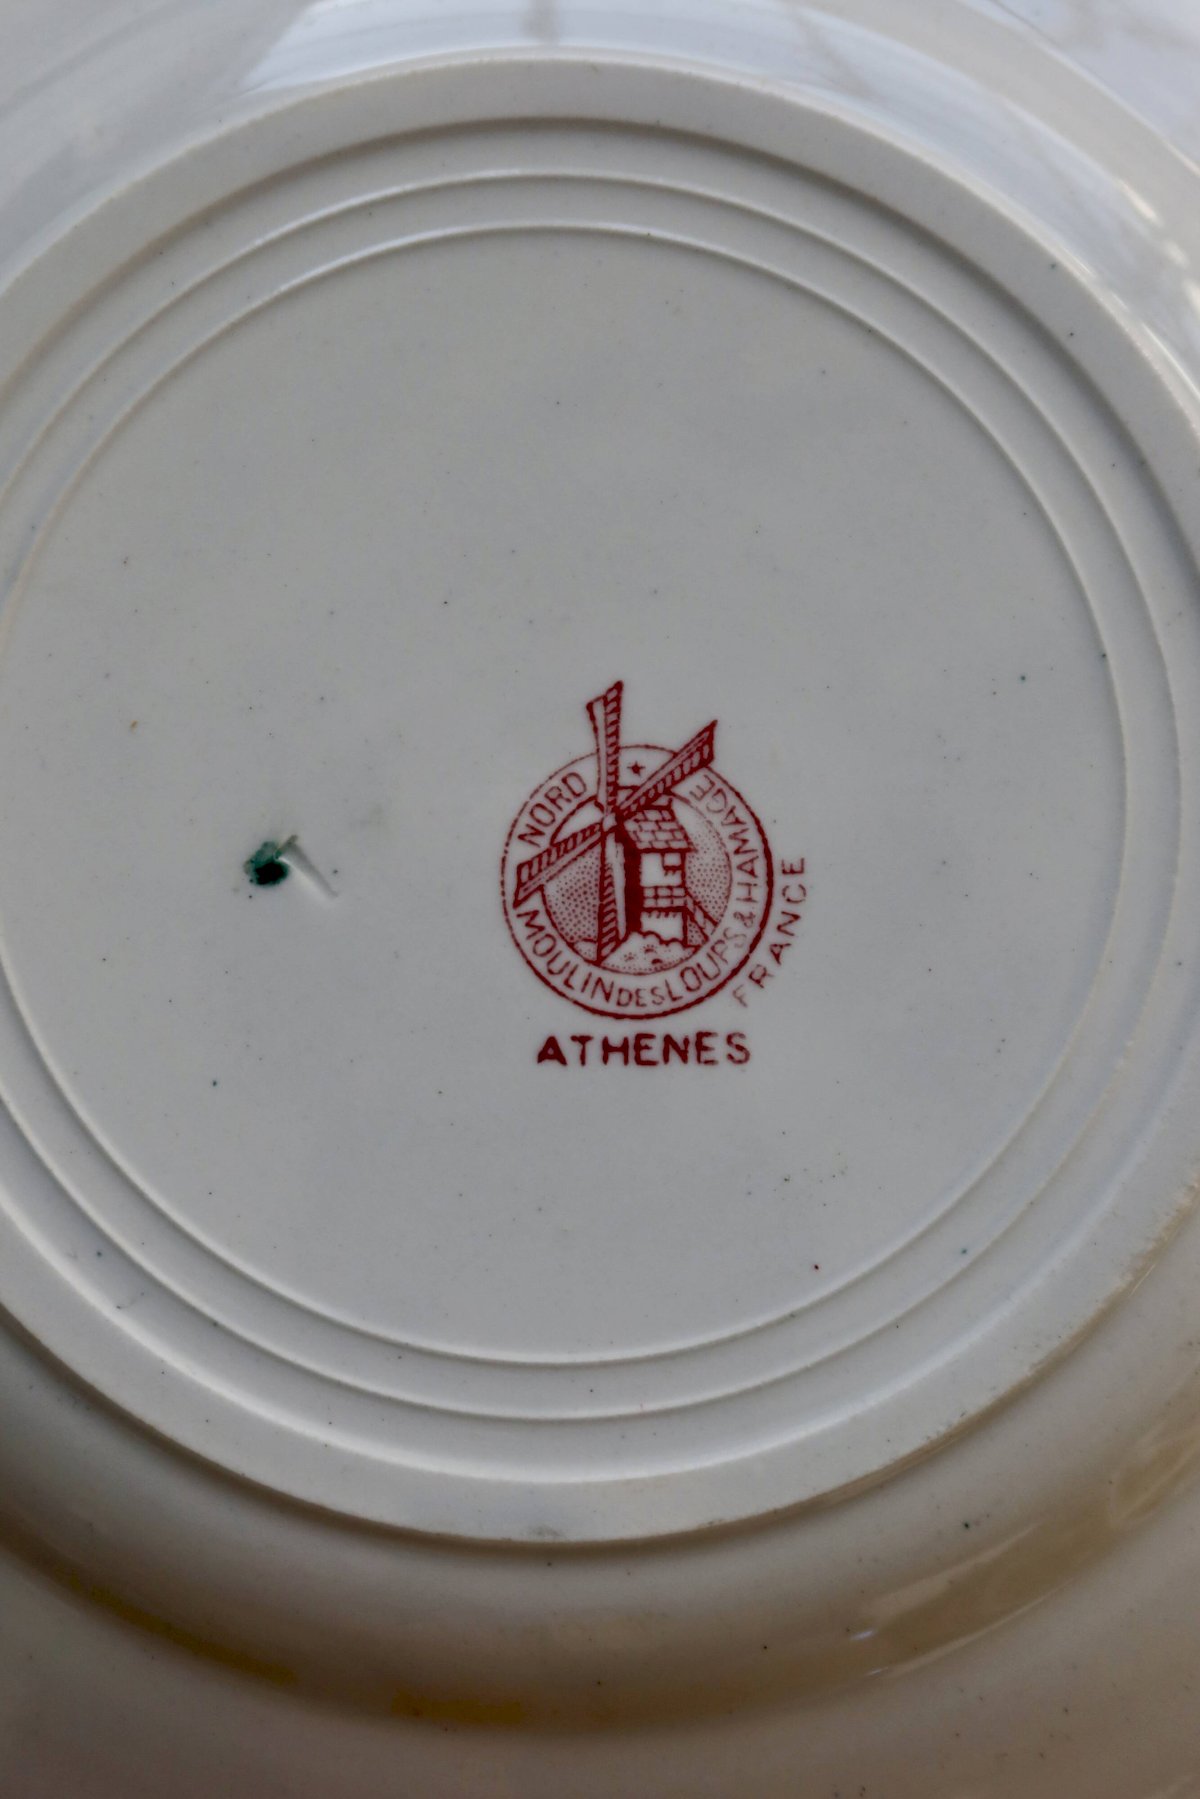 NORD
MOULIN DES LOUPS & HAMAGE
FRANCE
ATHENES